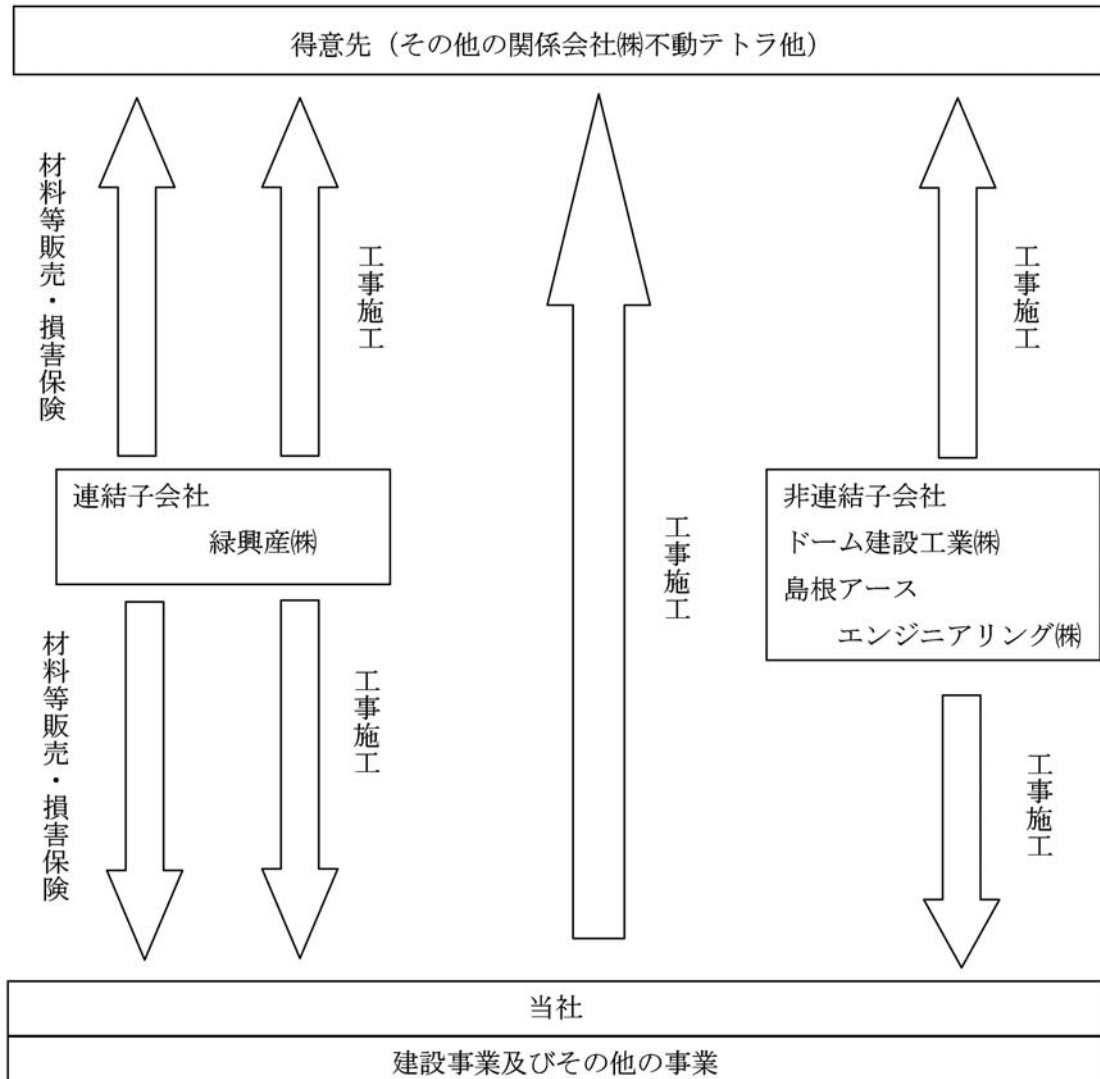 得意先（その他の関係会社㈱不動テトラ他）
材料等販売・損害保険
工事施工
工事施工
工事施工
連結子会社
緑興産㈱
非連結子会社
ドーム建設工業㈱
島根アース
エンジニアリング㈱
材料等販売・損害保険
工事施工
工事施工
当社
建設事業及びその他の事業